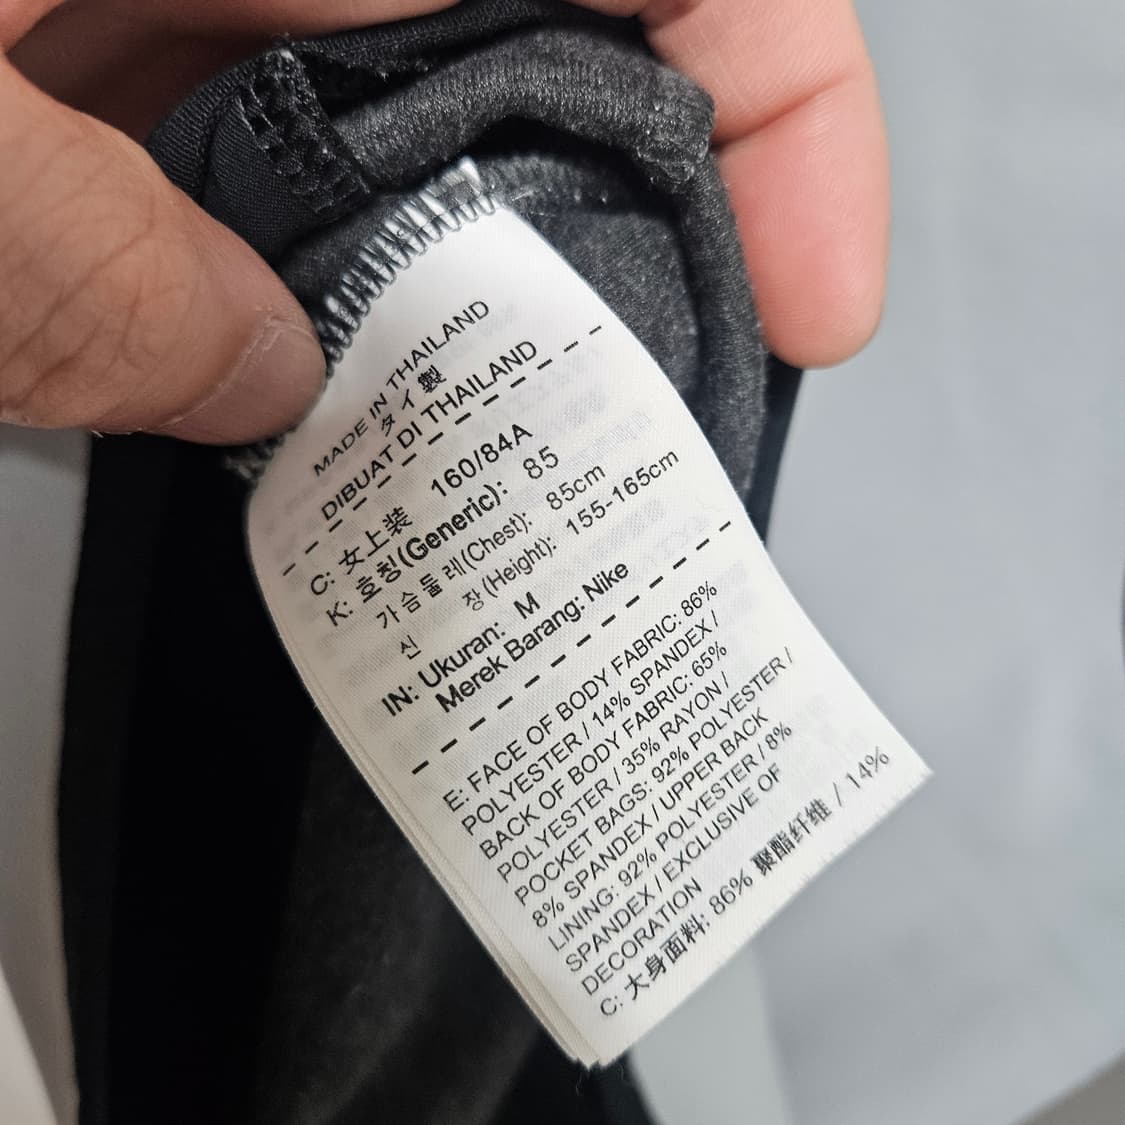 MADE IN THAILAND
タイ製
DIBUAT DI THAILAND
C: 女上装 160/84A
K: 호칭(Generic): 85
가슴둘레(Chest): 85cm
신 장(Height): 155-165cm
IN: Ukuran: M
Merek Barang: Nike
E: FACE OF BODY FABRIC: 86%
POLYESTER / 14% SPANDEX /
BACK OF BODY FABRIC: 65%
POLYESTER / 35% RAYON /
POCKET BAGS: 92% POLYESTER /
8% SPANDEX / UPPER BACK
LINING: 92% POLYESTER / 8%
SPANDEX / EXCLUSIVE OF
DECORATION
C: 大身面料: 86% 聚酯纤维 / 14%